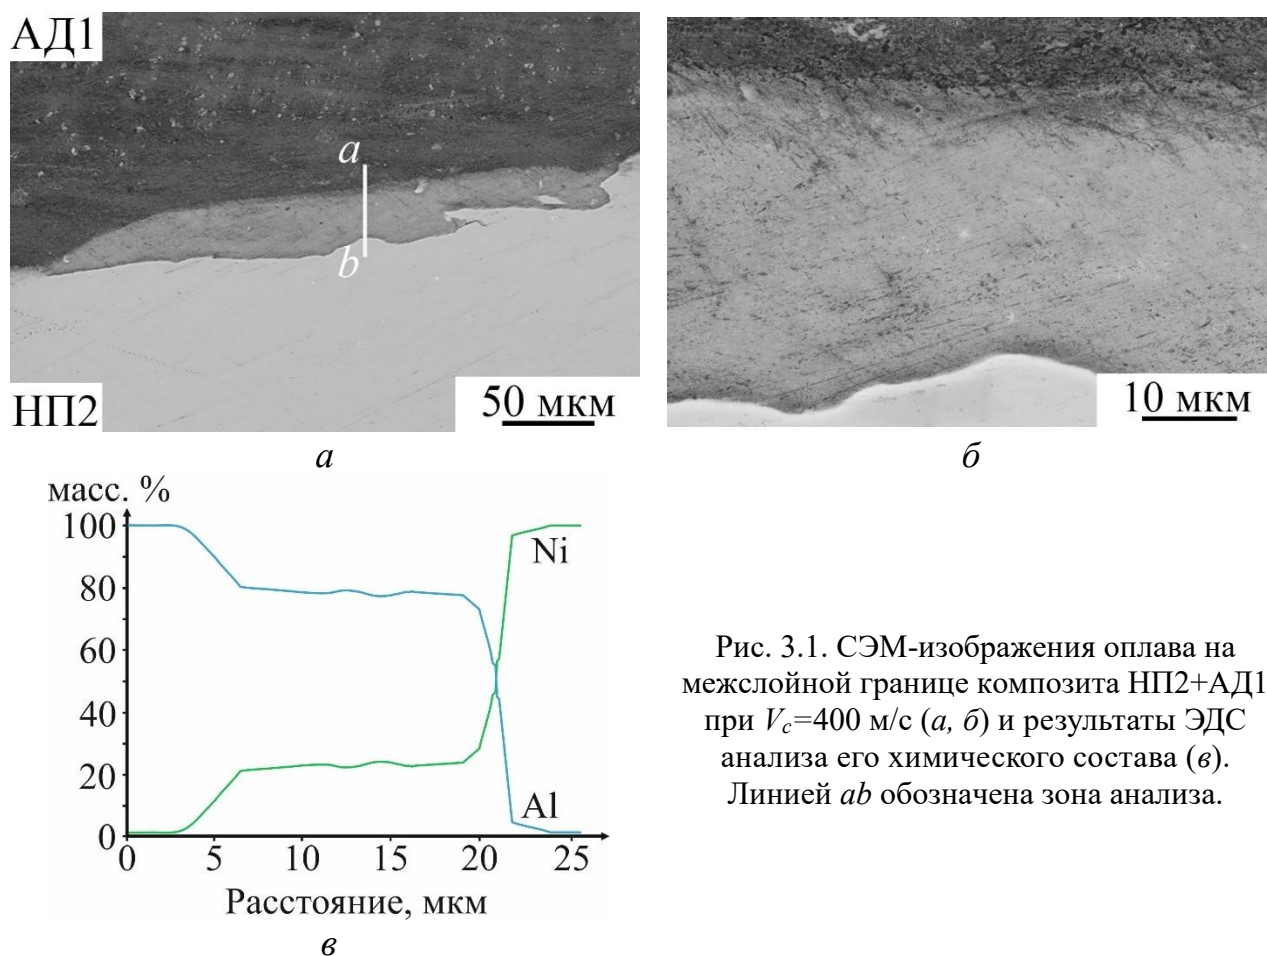 АД1
a
b
НП2
50 мкм
10 мкм
а
б
масс. %
100
80
60
40
20
0
Ni
Al
0 5 10 15 20 25
Расстояние, мкм
в
Рис. 3.1. СЭМ-изображения оплава на
межслойной границе композита НП2+АД1
при Vc=400 м/с (а, б) и результаты ЭДС
анализа его химического состава (в).
Линией ab обозначена зона анализа.